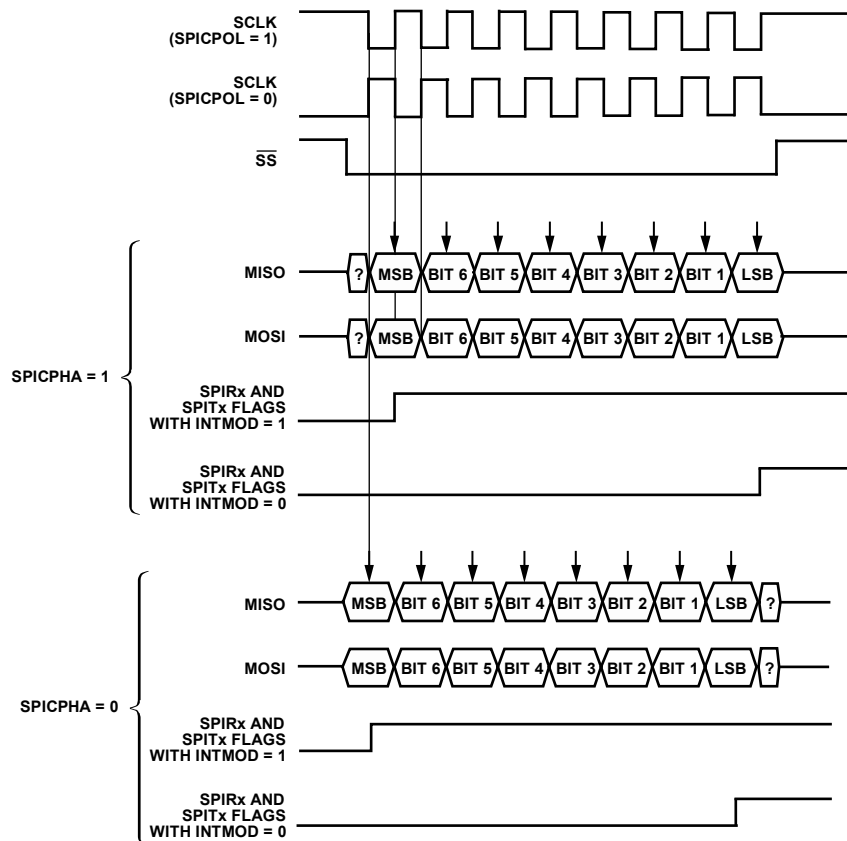 SCLK
(SPICPOL = 1)
SCLK
(SPICPOL = 0)
SS
SPICPHA = 1
MISO
? MSB BIT 6 BIT 5 BIT 4 BIT 3 BIT 2 BIT 1 LSB
MOSI
? MSB BIT 6 BIT 5 BIT 4 BIT 3 BIT 2 BIT 1 LSB
SPIRx AND
SPITx FLAGS
WITH INTMOD = 1
SPIRx AND
SPITx FLAGS
WITH INTMOD = 0
SPICPHA = 0
MISO
MSB BIT 6 BIT 5 BIT 4 BIT 3 BIT 2 BIT 1 LSB ?
MOSI
MSB BIT 6 BIT 5 BIT 4 BIT 3 BIT 2 BIT 1 LSB ?
SPIRx AND
SPITx FLAGS
WITH INTMOD = 1
SPIRx AND
SPITx FLAGS
WITH INTMOD = 0